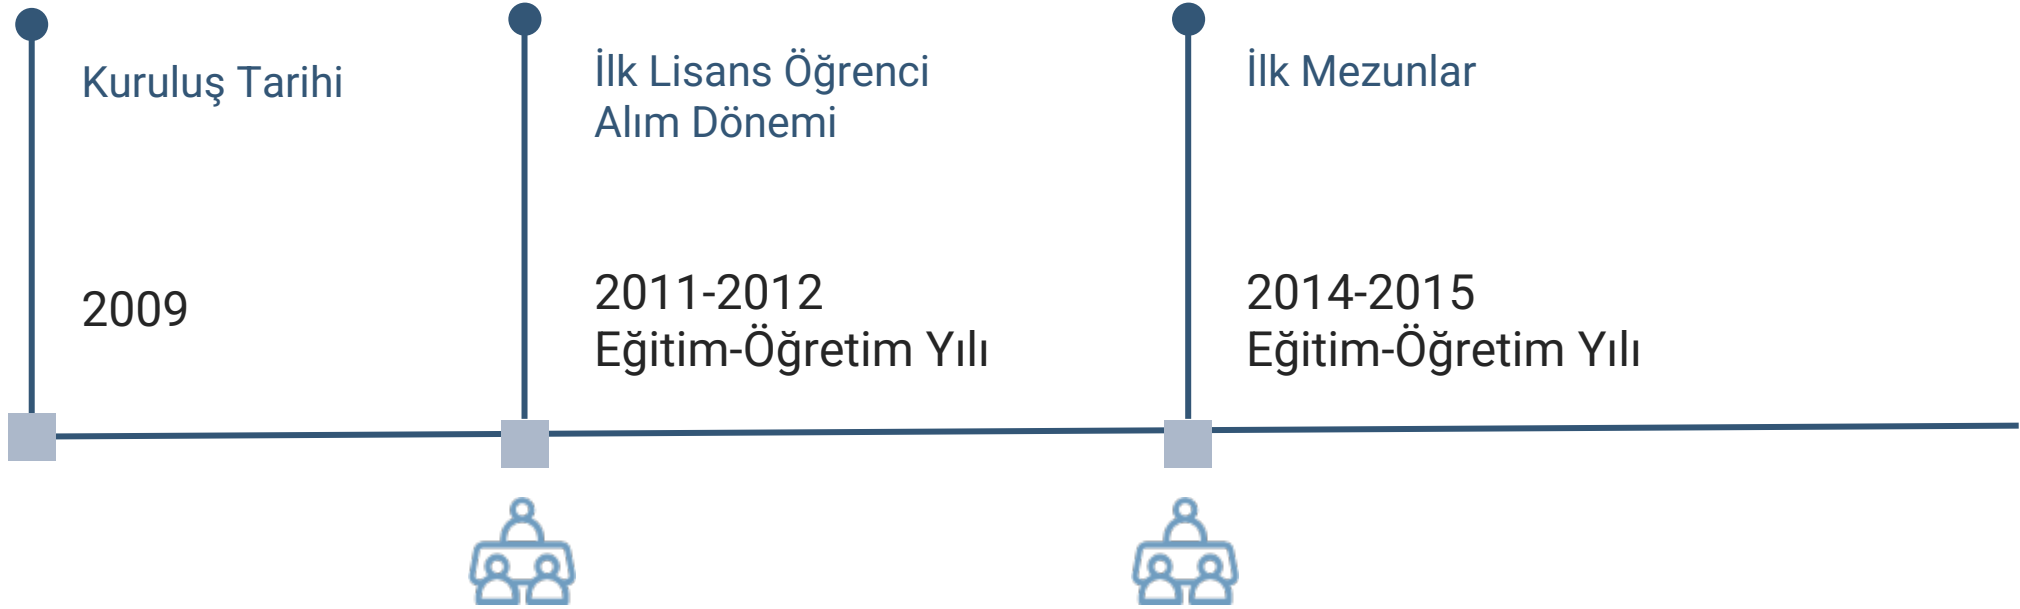 Kuruluş Tarihi
2009
İlk Lisans Öğrenci
Alım Dönemi
2011-2012
Eğitim-Öğretim Yılı
İlk Mezunlar
2014-2015
Eğitim-Öğretim Yılı